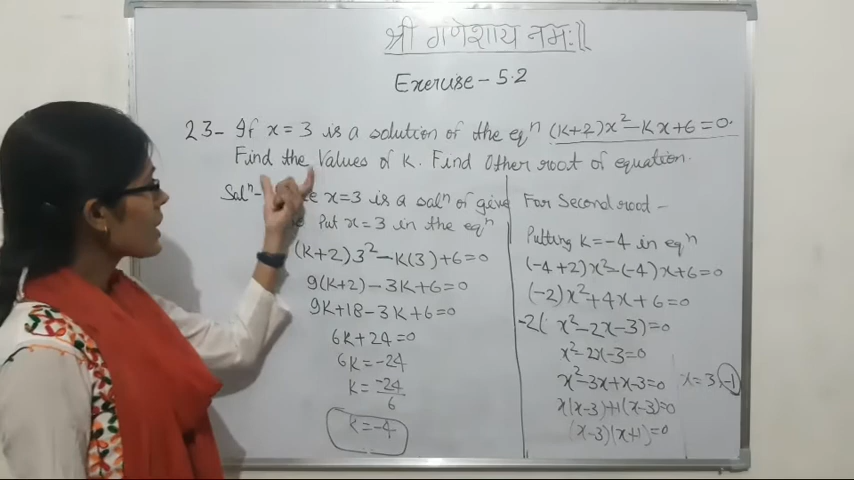 श्री गणेशाय नमः॥
Exercise - 5.2
23- If x = 3 is a solution of the eqⁿ (K+2)x² - Kx + 6 = 0.
Find the Values of K. Find Other root of equation.
Solⁿ- x=3 is a solⁿ of give
Put x = 3 in the eqⁿ
(K+2)3² - K(3) + 6 = 0
9(K+2) - 3K + 6 = 0
9K + 18 - 3K + 6 = 0
6K + 24 = 0
6K = -24
K = -24/6
K = -4
For Second root -
Putting K = -4 in eqⁿ
(-4+2)x² - (-4)x + 6 = 0
(-2)x² + 4x + 6 = 0
-2(x² - 2x - 3) = 0
x² - 2x - 3 = 0
x² - 3x + x - 3 = 0
x(x-3) + 1(x-3) = 0
(x-3)(x+1) = 0
x = 3, -1